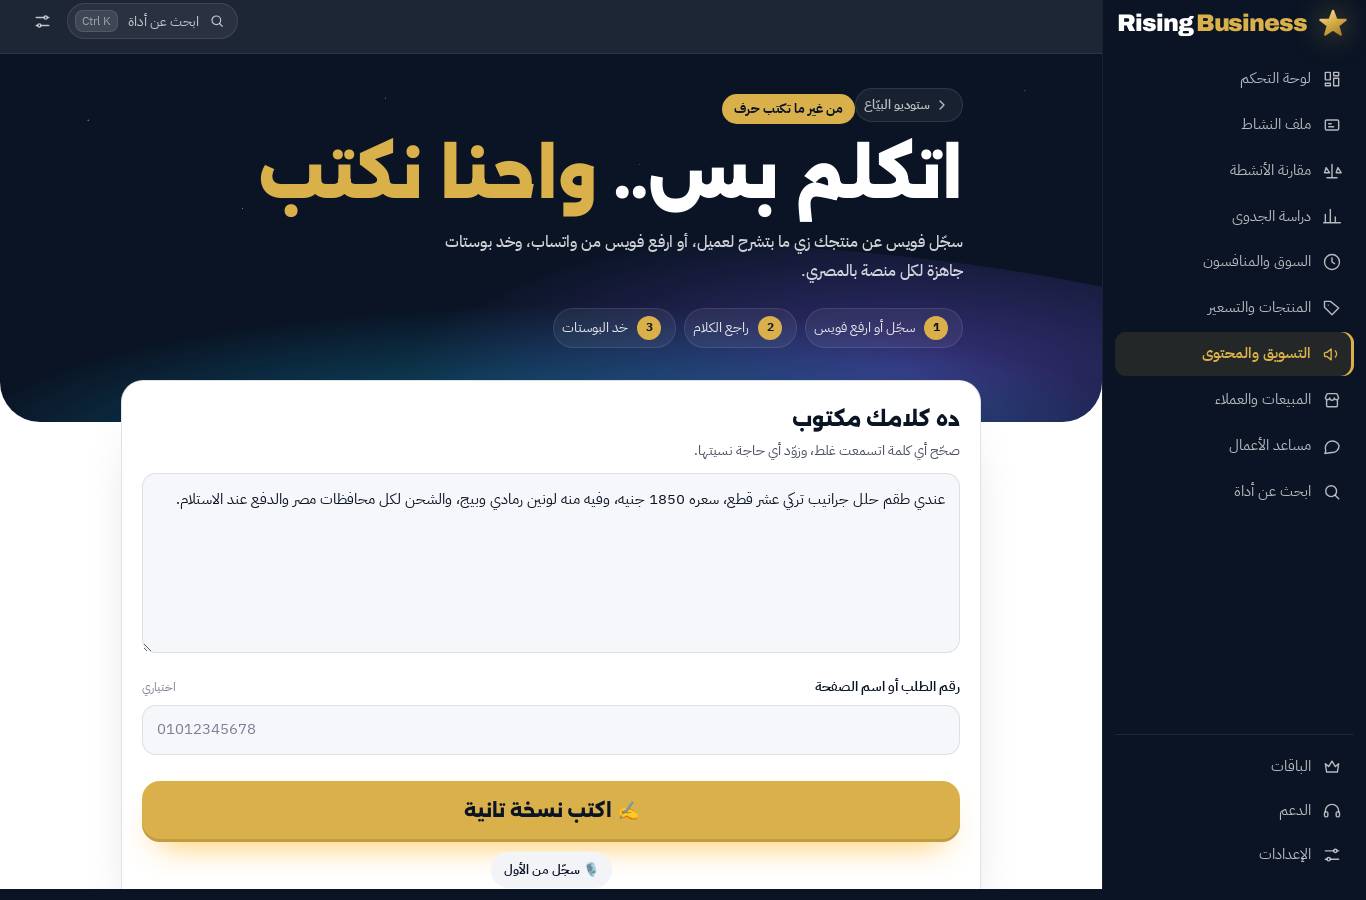 RisingBusiness
لوحة التحكم
ملف النشاط
مقارنة الأنشطة
دراسة الجدوى
السوق والمنافسون
المنتجات والتسعير
التسويق والمحتوى
المبيعات والعملاء
مساعد الأعمال
ابحث عن أداة
الباقات
الدعم
الإعدادات
ابحث عن أداة Ctrl K
ستوديو البيّاع
من غير ما تكتب حرف
اتكلم بس.. واحنا نكتب
سجّل فويس عن منتجك زي ما بتشرح لعميل، أو ارفع فويس من واتساب، وخد بوستات
جاهزة لكل منصة بالمصري.
1 سجّل أو ارفع فويس
2 راجع الكلام
3 خد البوستات
ده كلامك مكتوب
صحّح أي كلمة اتسمعت غلط، وزوّد أي حاجة نسيتها.
عندي طقم حلل جرانيب تركي عشر قطع، سعره 1850 جنيه، وفيه منه لونين رمادي وبيج، والشحن لكل محافظات مصر والدفع عند الاستلام.
رقم الطلب أو اسم الصفحة
اختياري
01012345678
✍️ اكتب نسخة تانية
🎙️ سجّل من الأول